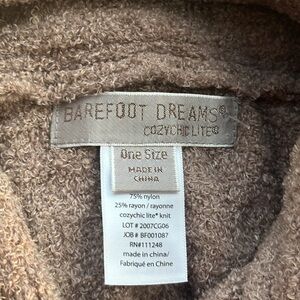 BAREFOOT DREAMS®
COZYCHIC LITE®
One Size
MADE IN
CHINA
75% nylon
25% rayon / rayonne
cozychic lite® knit
LOT # 2007CG06
JOB # BF001087
RN#111248
made in china/
Fabriqué en Chine